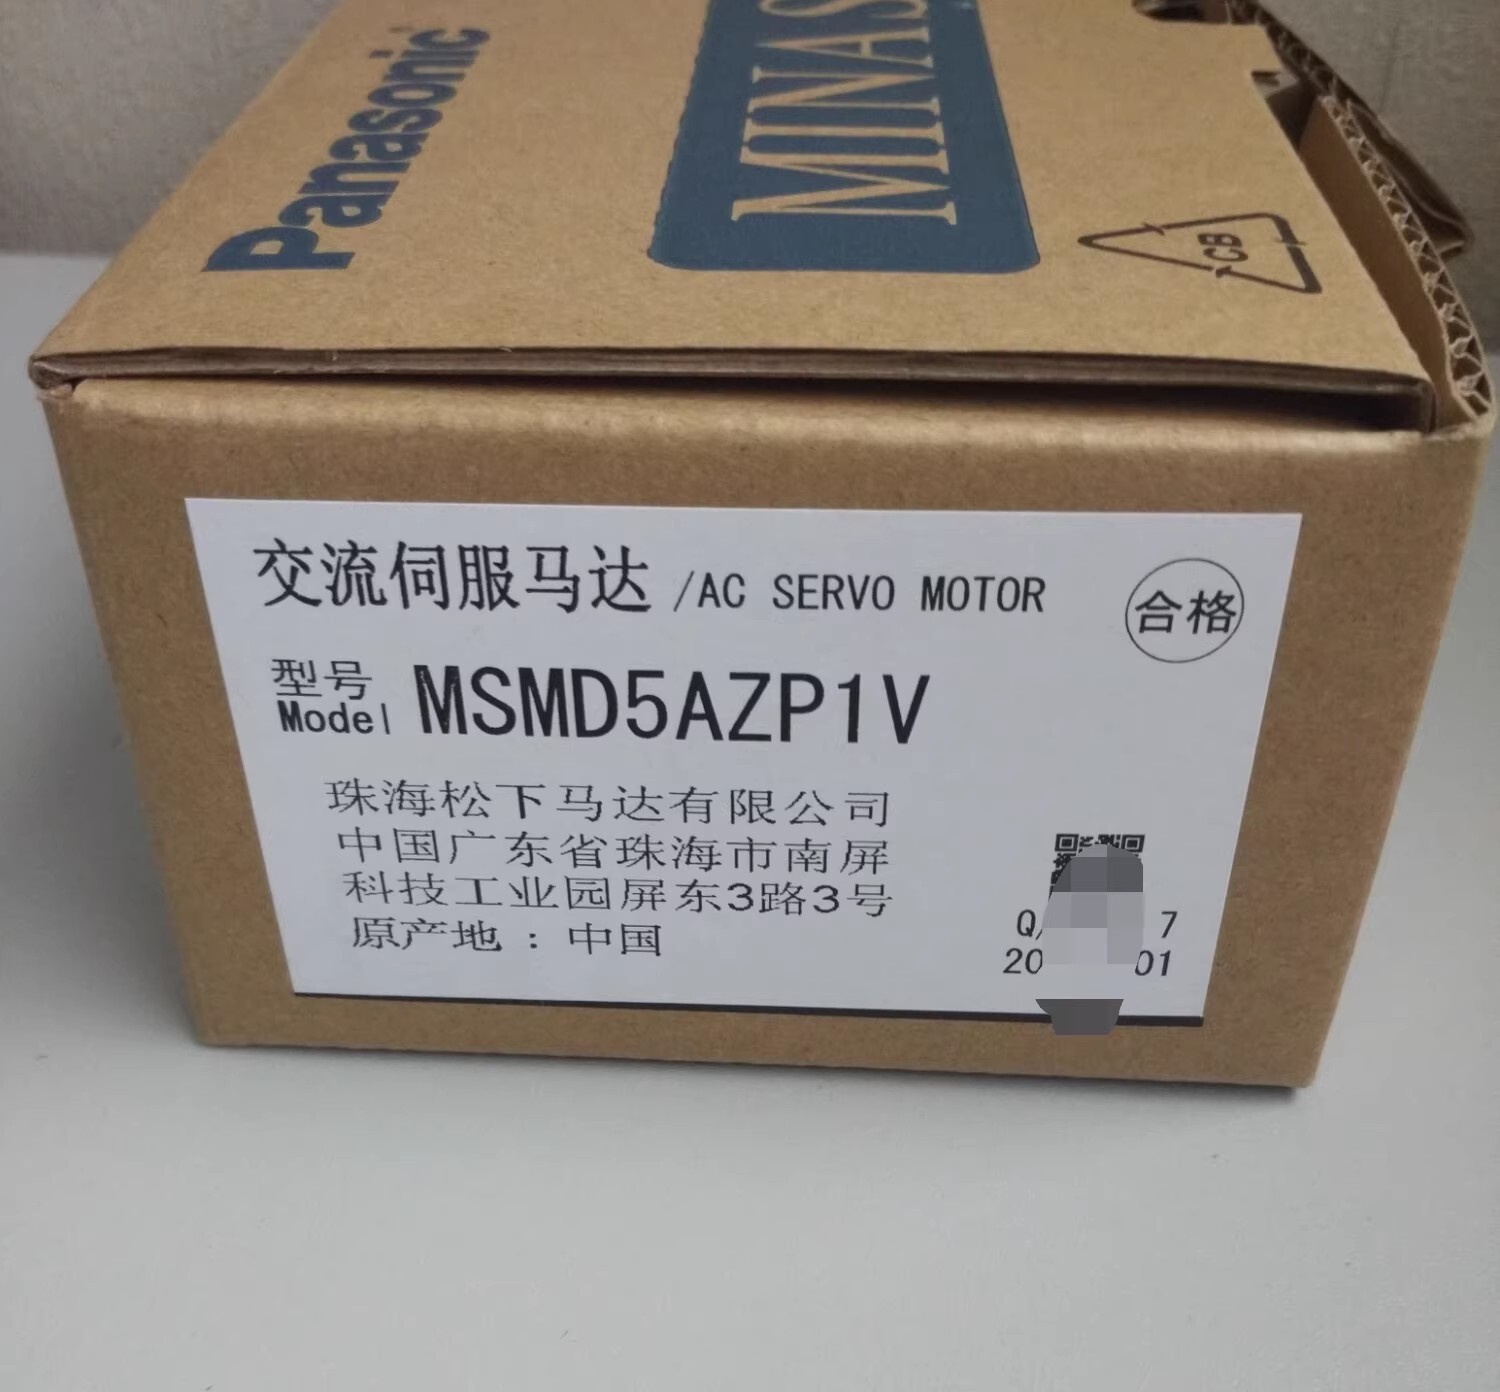 Panasonic
MINAS
CB
交流伺服马达 /AC SERVO MOTOR
合格
型号
Model MSMD5AZP1V
珠海松下马达有限公司
中国广东省珠海市南屏
科技工业园屏东3路3号
原产地：中国